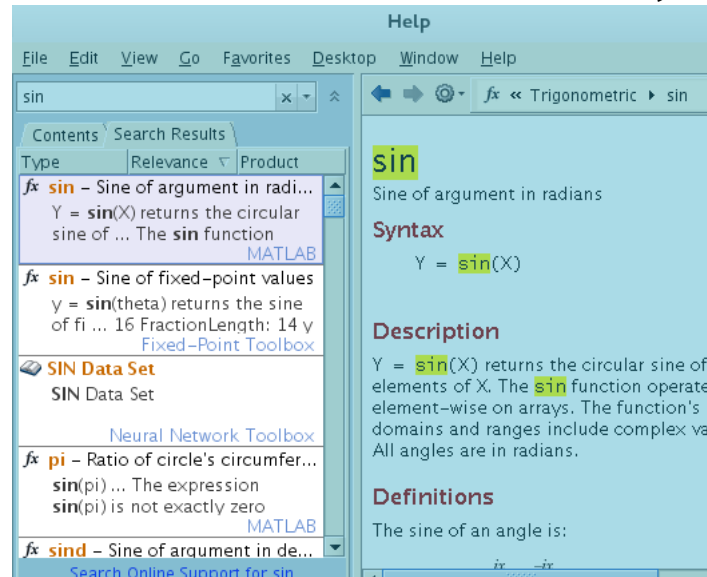 Help
File Edit View Go Favorites Desktop Window Help
sin
fx « Trigonometric ▸ sin
Contents Search Results
Type Relevance Product
fx sin – Sine of argument in radi...
Y = sin(X) returns the circular
sine of ... The sin function
MATLAB
fx sin – Sine of fixed–point values
y = sin(theta) returns the sine
of fi ... 16 FractionLength: 14 y
Fixed–Point Toolbox
SIN Data Set
SIN Data Set
Neural Network Toolbox
fx pi – Ratio of circle's circumfer...
sin(pi) ... The expression
sin(pi) is not exactly zero
MATLAB
fx sind – Sine of argument in de...
Search Online Support for sin
sin
Sine of argument in radians
Syntax
Y = sin(X)
Description
Y = sin(X) returns the circular sine of
elements of X. The sin function operate
element–wise on arrays. The function's
domains and ranges include complex va
All angles are in radians.
Definitions
The sine of an angle is: